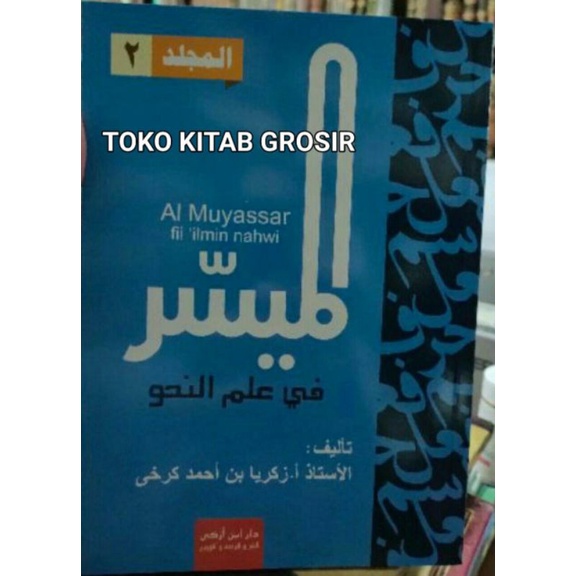 المجلد ٢
TOKO KITAB GROSIR
Al Muyassar
fii 'ilmin nahwi
الميسّر
في علم النحو
تأليف:
الأستاذ أ.زكريا بن أحمد كرخى